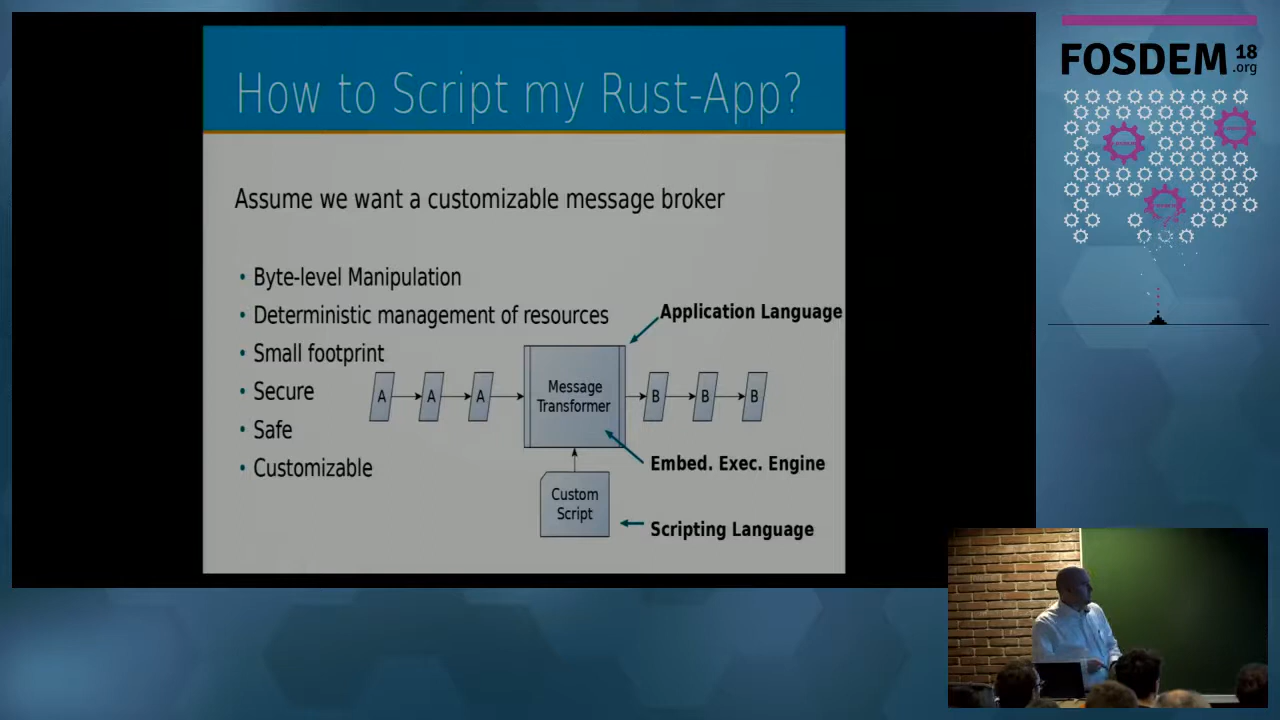 How to Script my Rust-App?
Assume we want a customizable message broker
• Byte-level Manipulation
• Deterministic management of resources
• Small footprint
• Secure
• Safe
• Customizable
Application Language
A
A
A
Message
Transformer
B
B
B
Embed. Exec. Engine
Custom
Script
Scripting Language
FOSDEM 18
.org